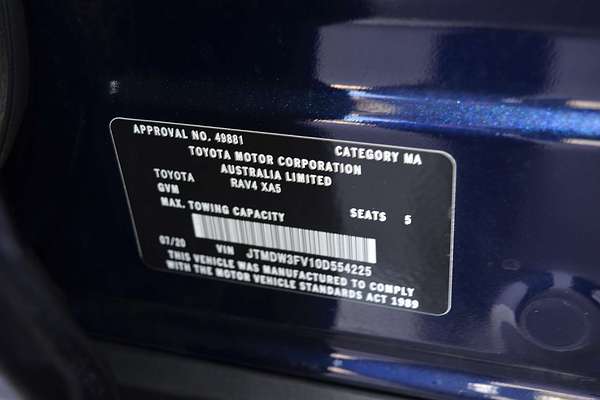 APPROVAL NO. 49881 CATEGORY MA
TOYOTA MOTOR CORPORATION
AUSTRALIA LIMITED
TOYOTA RAV4 XA5
GVM
MAX. TOWING CAPACITY SEATS 5
07/20 VIN JTMDW3FV10D554225
THIS VEHICLE WAS MANUFACTURED TO COMPLY
WITH THE MOTOR VEHICLE STANDARDS ACT 1989